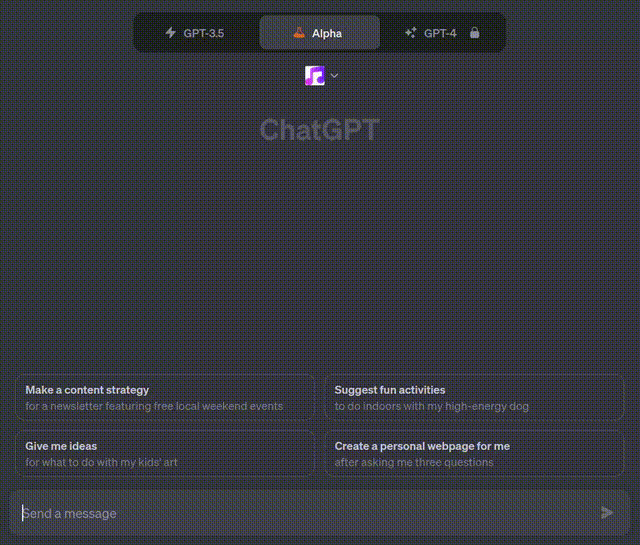 GPT-3.5
Alpha
GPT-4
ChatGPT
Make a content strategy
for a newsletter featuring free local weekend events
Suggest fun activities
to do indoors with my high-energy dog
Give me ideas
for what to do with my kids' art
Create a personal webpage for me
after asking me three questions
Send a message